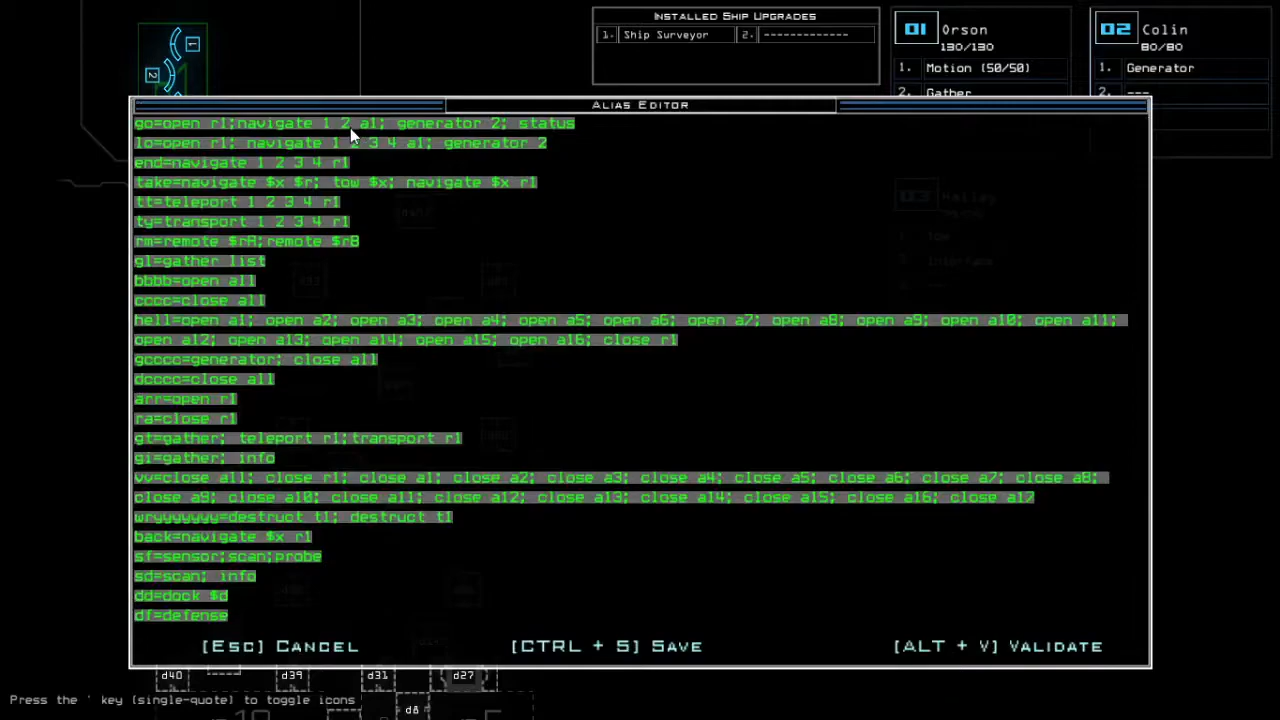 INSTALLED SHIP UPGRADES
1. Ship Surveyor 2. -------------
01 Orson
130/130
1. Motion (50/50)
2. Gather
02 Colin
80/80
1. Generator
2. ---
1
2
ALIAS EDITOR
go=open r1;navigate 1 2 a1; generator 2; status
lo=open r1; navigate 1 2 3 4 a1; generator 2
end=navigate 1 2 3 4 r1
take=navigate $x $r; tow $x; navigate $x r1
tt=teleport 1 2 3 4 r1
ty=transport 1 2 3 4 r1
rm=remote $rA;remote $rB
gl=gather list
bbbb=open all
cccc=close all
hell=open a1; open a2; open a3; open a4; open a5; open a6; open a7; open a8; open a9; open a10; open a11;
open a12; open a13; open a14; open a15; open a16; close r1
gcccc=generator; close all
dcccc=close all
arr=open r1
ra=close r1
gt=gather; teleport r1;transport r1
gi=gather; info
vv=close all; close r1; close a1; close a2; close a3; close a4; close a5; close a6; close a7; close a8;
close a9; close a10; close a11; close a12; close a13; close a14; close a15; close a16; close a17
wryyyyyyy=destruct t1; destruct t1
back=navigate $x r1
sf=sensor;scan;probe
sd=scan; info
dd=dock $d
df=defense
[ESC] CANCEL [CTRL + S] SAVE [ALT + V] VALIDATE
d40 d39 d31 d27
Press the ' key (single-quote) to toggle icons
d8